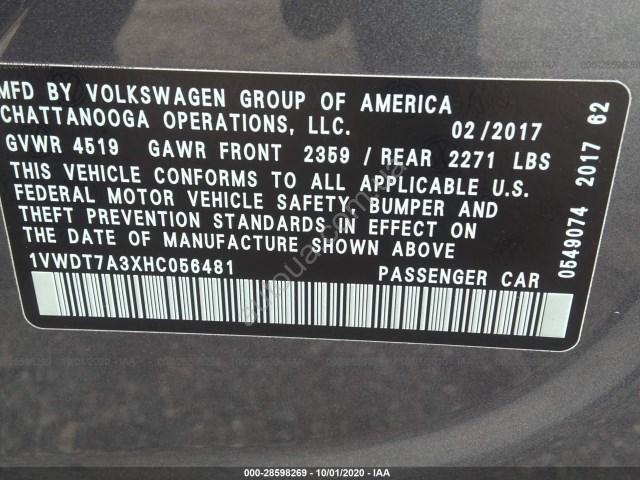 MFD BY VOLKSWAGEN GROUP OF AMERICA
CHATTANOOGA OPERATIONS, LLC. 02/2017
GVWR 4519 GAWR FRONT 2359 / REAR 2271 LBS
THIS VEHICLE CONFORMS TO ALL APPLICABLE U.S.
FEDERAL MOTOR VEHICLE SAFETY, BUMPER AND
THEFT PREVENTION STANDARDS IN EFFECT ON
THE DATE OF MANUFACTURE SHOWN ABOVE
1VWDT7A3XHC056481 PASSENGER CAR
0549074 2017 62
000-28598269 - 10/01/2020 - IAA